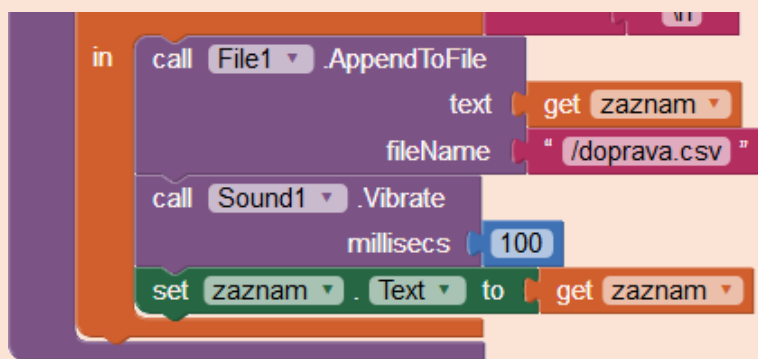 \n
in call File1 .AppendToFile
text get zaznam
fileName " /doprava.csv "
call Sound1 .Vibrate
millisecs 100
set zaznam . Text to get zaznam